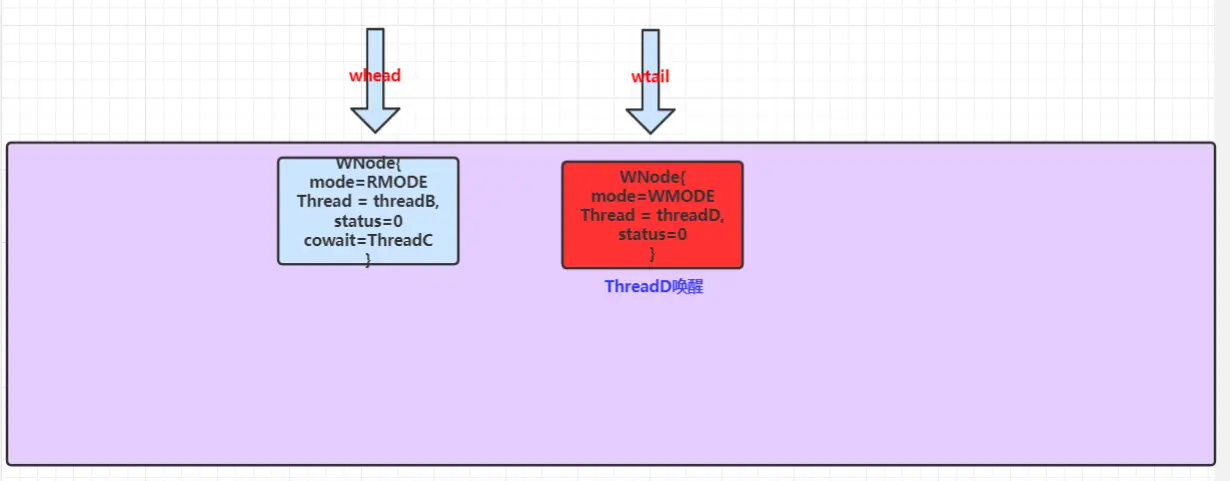 whead
wtail
WNode{
mode=RMODE
Thread = threadB,
status=0
cowait=ThreadC
}
WNode{
mode=WMODE
Thread = threadD,
status=0
}
ThreadD唤醒